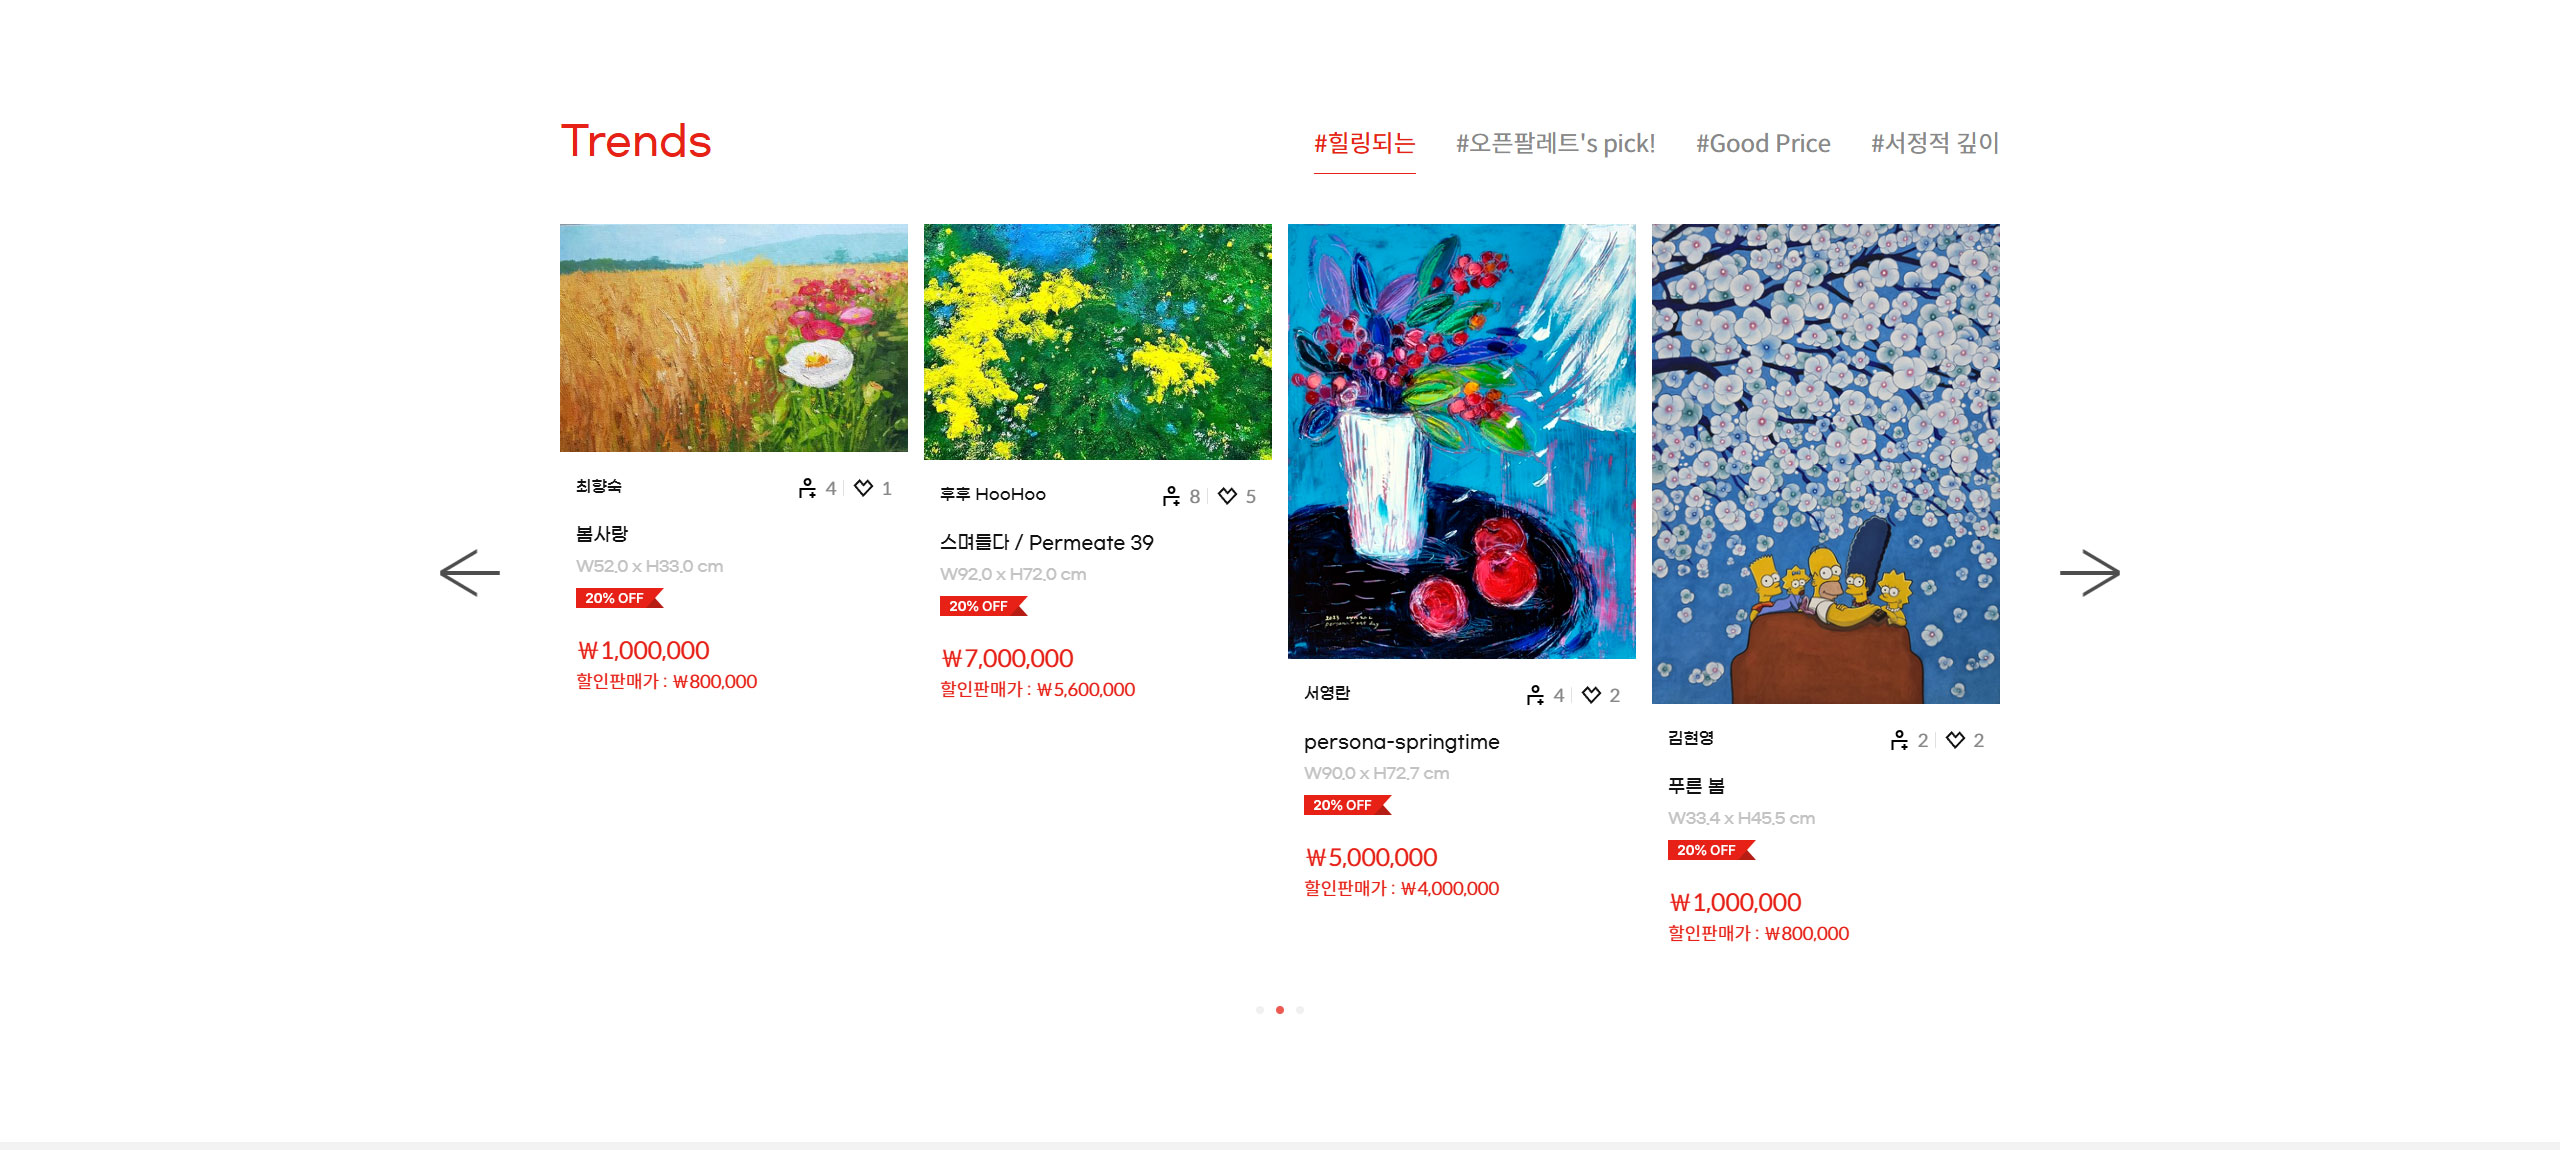 Trends
#힐링되는 #오픈팔레트's pick! #Good Price #서정적 깊이
최향숙 4 1
봄사랑
W52.0 x H33.0 cm
20% OFF
₩1,000,000
할인판매가 : ₩800,000
후후 HooHoo 8 5
스며들다 / Permeate 39
W92.0 x H72.0 cm
20% OFF
₩7,000,000
할인판매가 : ₩5,600,000
서영란 4 2
persona-springtime
W90.0 x H72.7 cm
20% OFF
₩5,000,000
할인판매가 : ₩4,000,000
김현영 2 2
푸른 봄
W33.4 x H45.5 cm
20% OFF
₩1,000,000
할인판매가 : ₩800,000